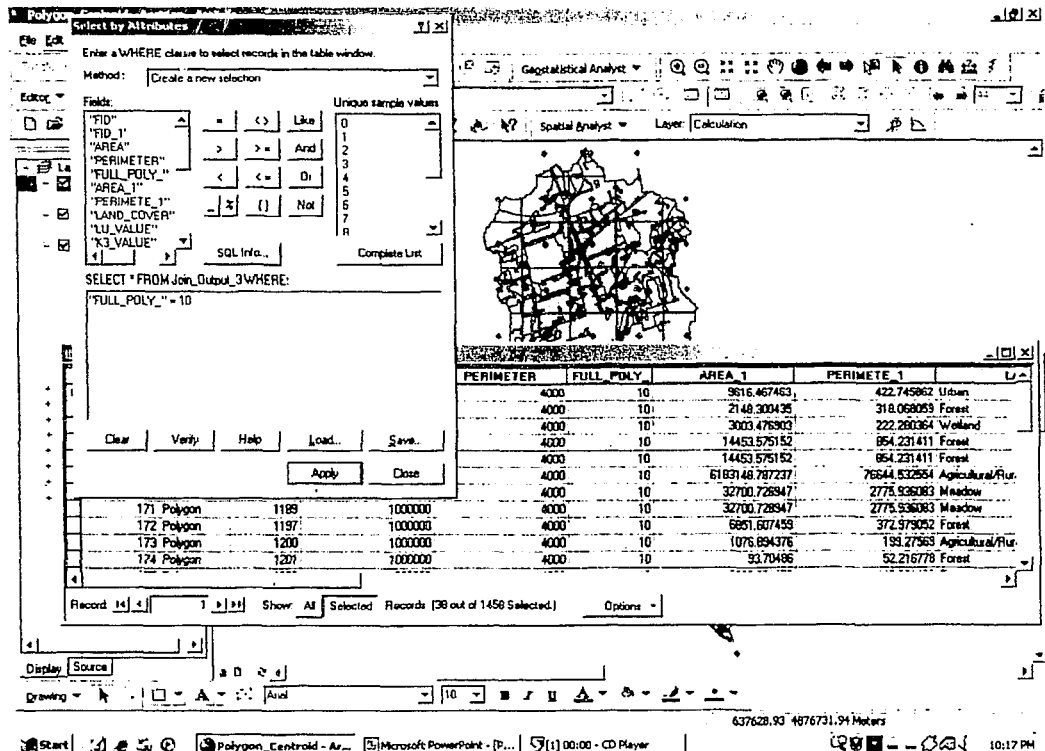 Select by Attributes
File Edit
Enter a WHERE clause to select records in the table window.
Method: Create a new selection
Geostatistical Analyst
Editor
Fields: Unique sample values
"FID" = <> Like 0
"FID_1" 1
"AREA" > >= And 2
"PERIMETER" 3
"FULL_POLY_" < <= Or 4
"AREA_1" 5
"PERIMETE_1" _ % () Not 6
"LAND_COVER" 7
"LU_VALUE" 8
"K3_VALUE" SQL Info... Complete List
Spatial Analyst Layer: Calculation
SELECT * FROM Join_Output_3 WHERE:
"FULL_POLY_" = 10
Clear Verify Help Load... Save...
Apply Close
PERIMETER FULL_POLY_ AREA_1 PERIMETE_1
4000 10 9616.467463 422.745862 Urban
4000 10 2148.300435 318.068059 Forest
4000 10 3003.476903 222.280364 Wetland
4000 10 14453.575152 854.231411 Forest
4000 10 14453.575152 854.231411 Forest
4000 10 6183148.787237 76644.532554 Agricultural/Rur
4000 10 32700.728947 2775.936083 Meadow
171 Polygon 1189 1000000 4000 10 32700.728947 2775.936083 Meadow
172 Polygon 1197 1000000 4000 10 6851.607459 372.979052 Forest
173 Polygon 1200 1000000 4000 10 1076.894376 199.27569 Agricultural/Rur
174 Polygon 1201 1000000 4000 10 93.70486 52.216778 Forest
Record: 1 Show: All Selected Records (38 out of 1458 Selected.) Options
Display Source
Drawing A Arial 10 B I U A
637628.93 4876731.94 Meters
Start Polygon_Centroid - Ar... Microsoft PowerPoint - [P... [1] 00:00 - CD Player 10:17 PM